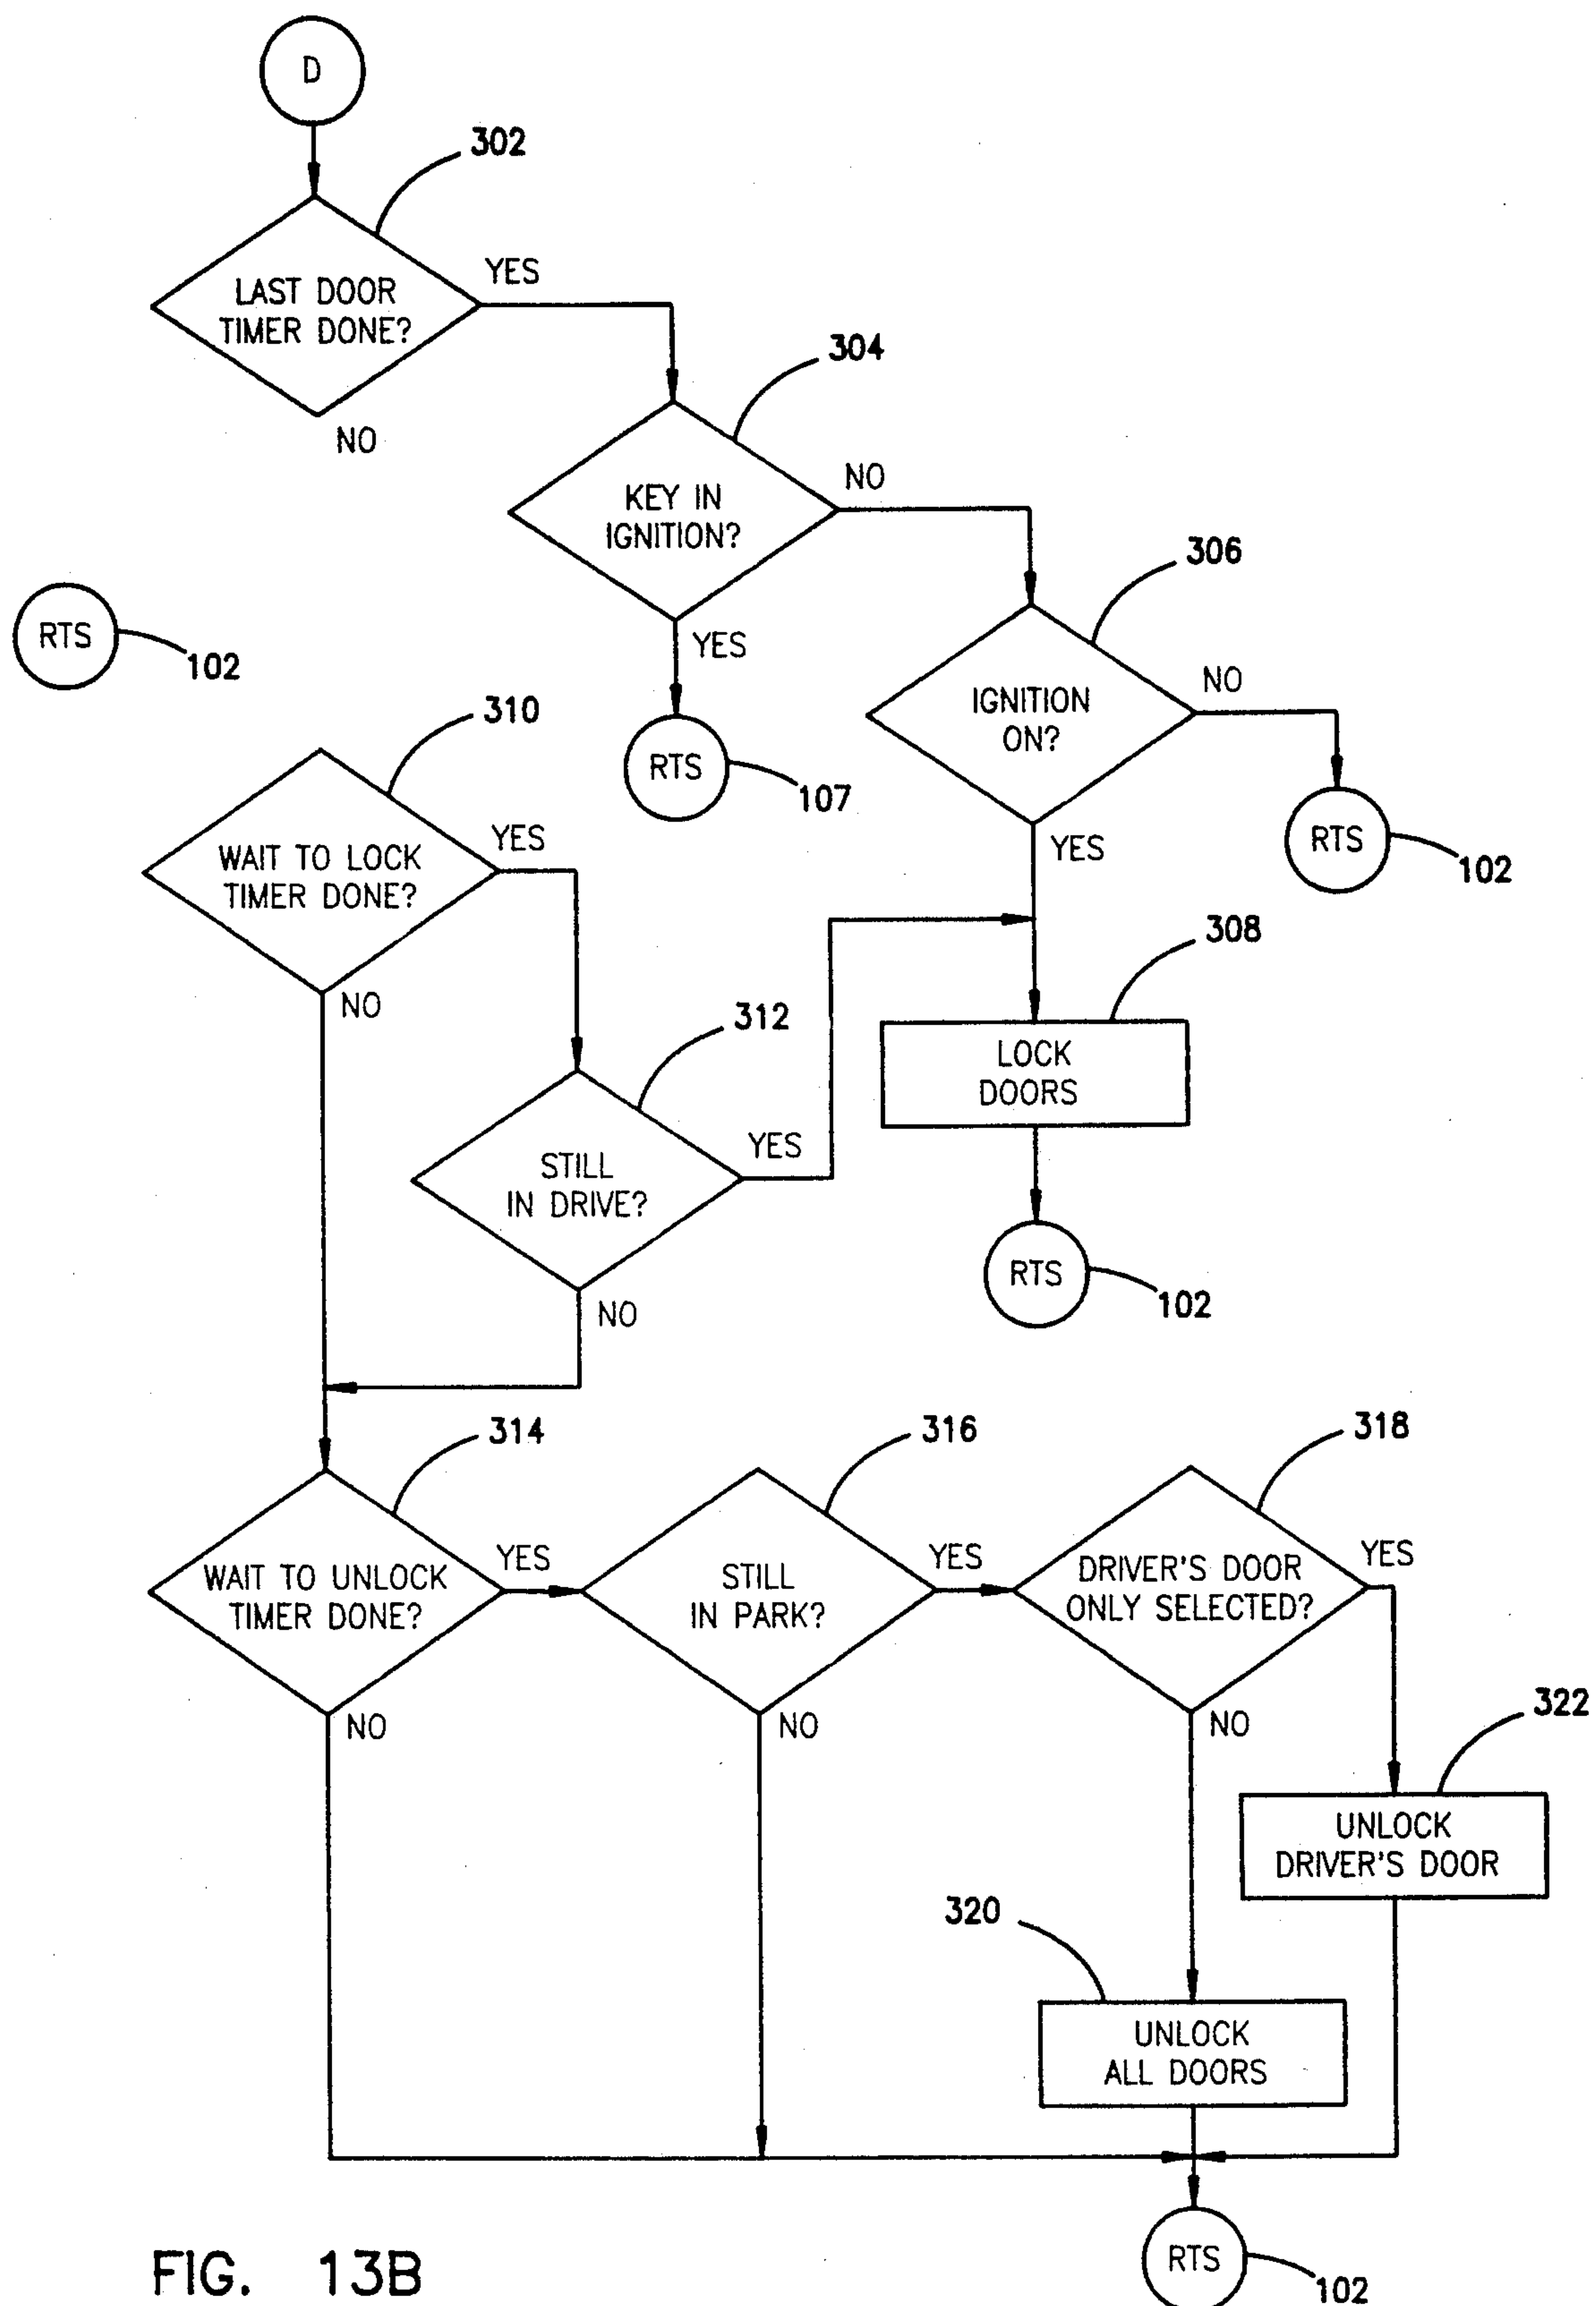 D
302
LAST DOOR
TIMER DONE?
YES
NO
304
KEY IN
IGNITION?
NO
YES
RTS
107
306
IGNITION
ON?
NO
YES
RTS
102
RTS
102
310
WAIT TO LOCK
TIMER DONE?
YES
NO
308
LOCK
DOORS
RTS
102
312
STILL
IN DRIVE?
YES
NO
314
WAIT TO UNLOCK
TIMER DONE?
YES
NO
316
STILL
IN PARK?
YES
NO
318
DRIVER'S DOOR
ONLY SELECTED?
YES
NO
322
UNLOCK
DRIVER'S DOOR
320
UNLOCK
ALL DOORS
RTS
102
FIG. 13B